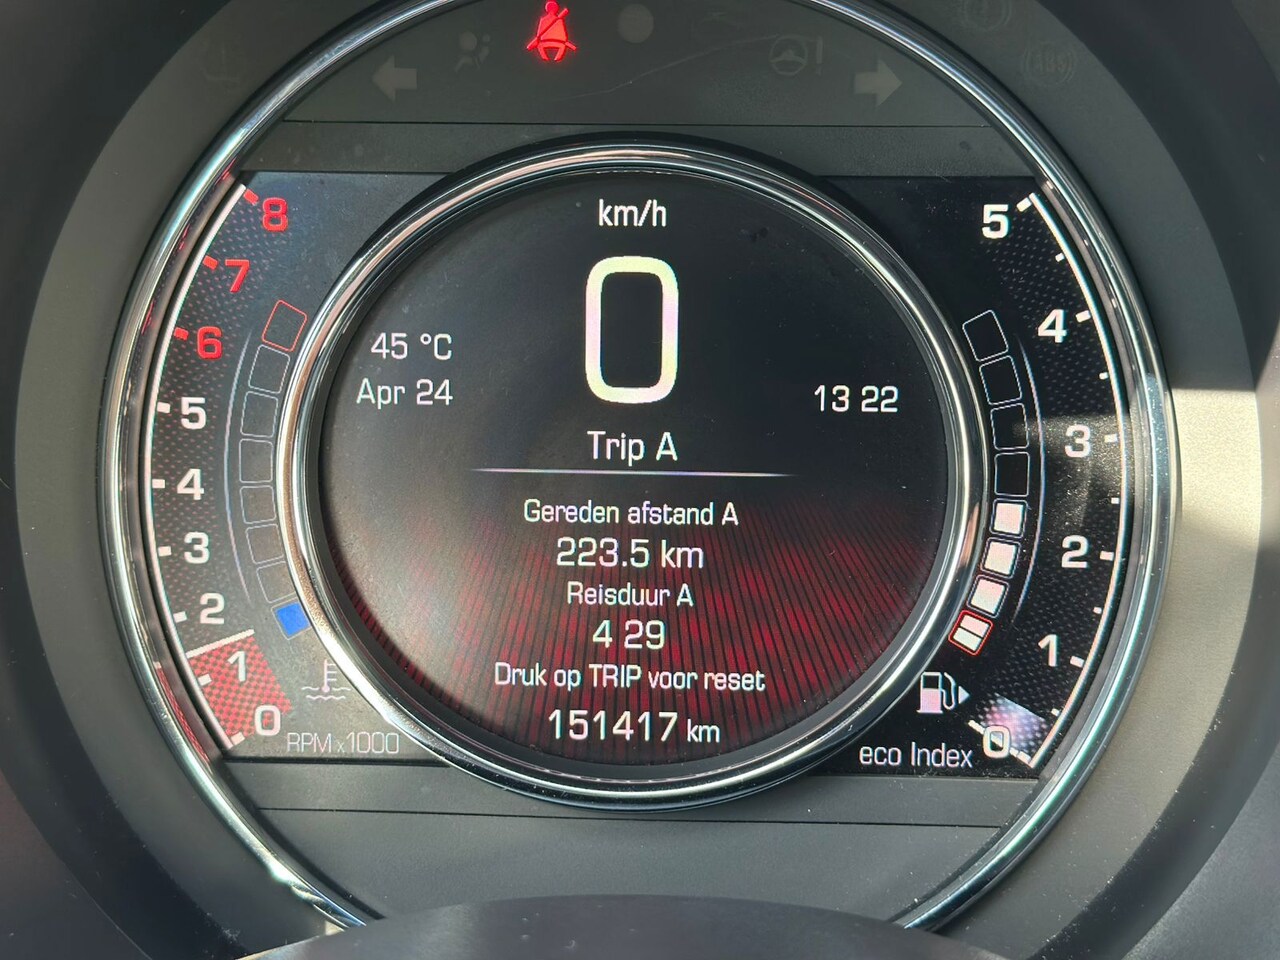 km/h
0
45 °C
Apr 24
13 22
Trip A
Gereden afstand A
223.5 km
Reisduur A
4 29
Druk op TRIP voor reset
151417 km
8
7
6
5
4
3
2
1
0
RPM x1000
5
4
3
2
1
0
eco Index
ABS